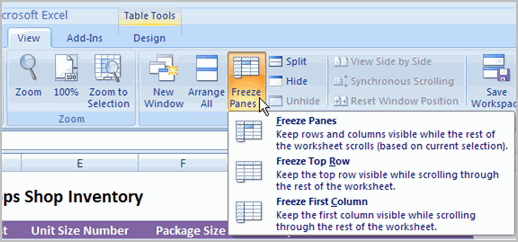 crosoft Excel
Table Tools
View Add-Ins Design
Zoom 100% Zoom to Selection
New Window Arrange All Freeze Panes
Split
Hide
Unhide
View Side by Side
Synchronous Scrolling
Reset Window Position
Save Workspac
Zoom
Freeze Panes
Keep rows and columns visible while the rest of
the worksheet scrolls (based on current selection).
Freeze Top Row
Keep the top row visible while scrolling through
the rest of the worksheet.
Freeze First Column
Keep the first column visible while scrolling
through the rest of the worksheet.
E F
ps Shop Inventory
t Unit Size Number Package Size